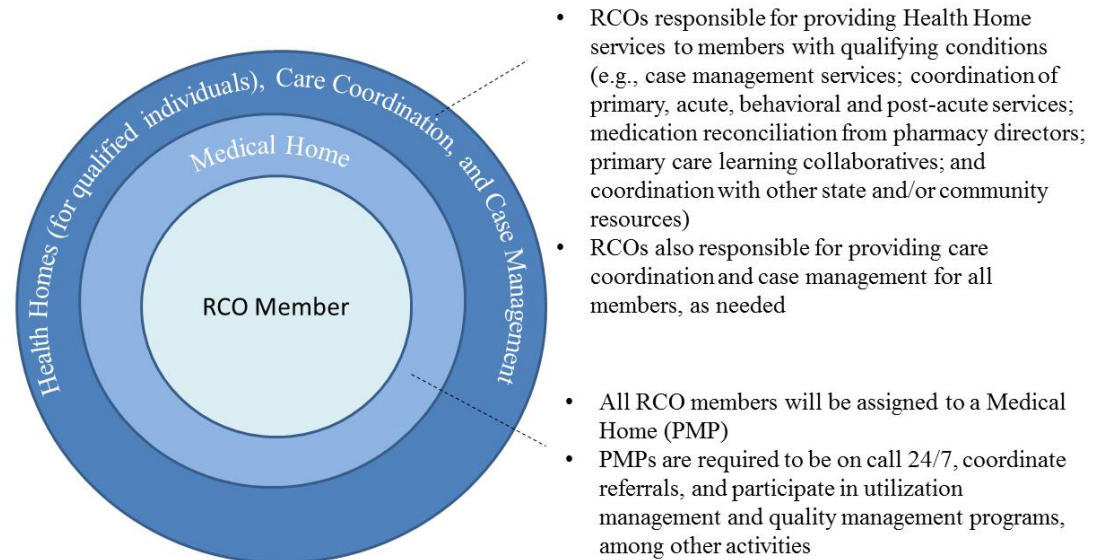 Health Homes (for qualified individuals), Care Coordination, and Case Management
Medical Home
RCO Member
• RCOs responsible for providing Health Home
services to members with qualifying conditions
(e.g., case management services; coordination of
primary, acute, behavioral and post-acute services;
medication reconciliation from pharmacy directors;
primary care learning collaboratives; and
coordination with other state and/or community
resources)
• RCOs also responsible for providing care
coordination and case management for all
members, as needed
• All RCO members will be assigned to a Medical
Home (PMP)
• PMPs are required to be on call 24/7, coordinate
referrals, and participate in utilization
management and quality management programs,
among other activities